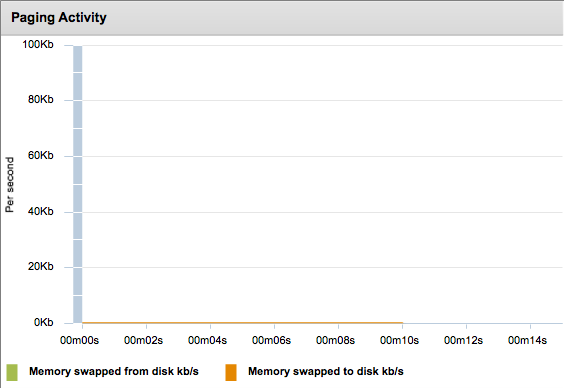 Paging Activity
100Kb
80Kb
60Kb
40Kb
20Kb
0Kb
Per second
00m00s 00m02s 00m04s 00m06s 00m08s 00m10s 00m12s 00m14s
Memory swapped from disk kb/s Memory swapped to disk kb/s